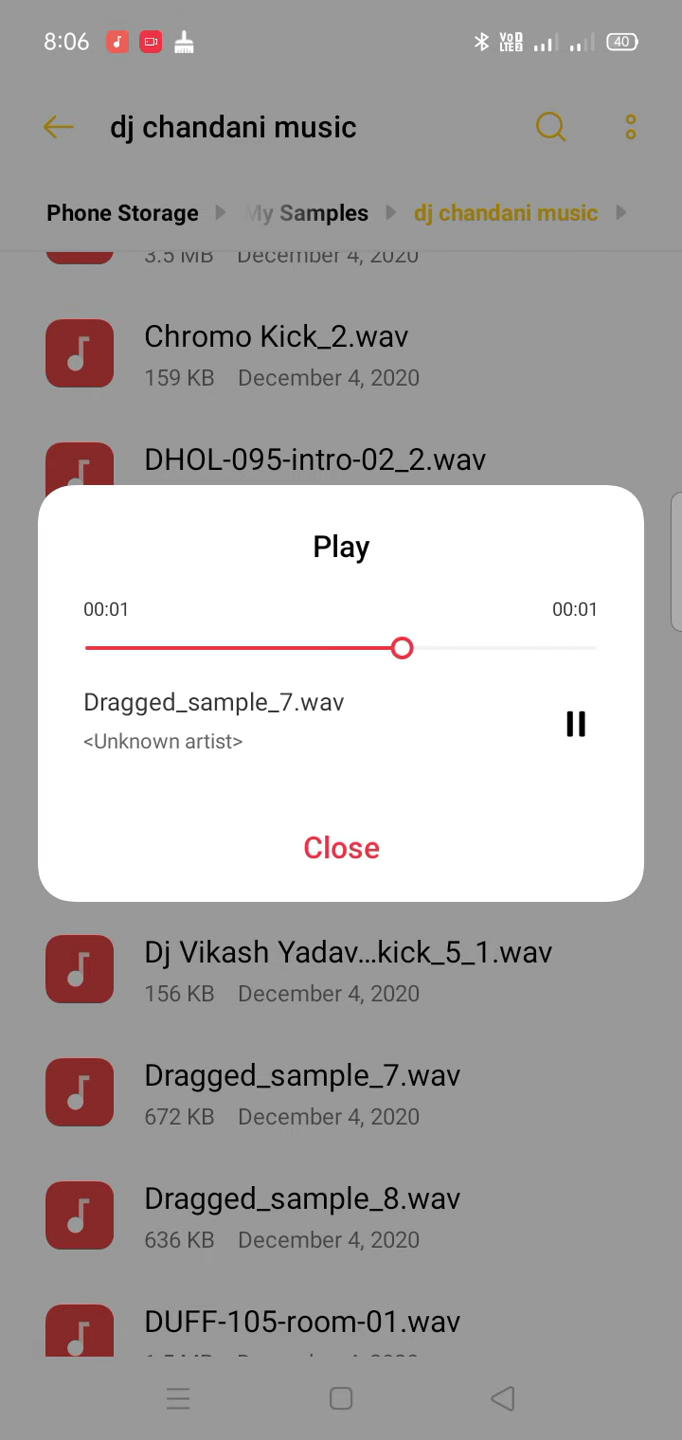 8:06
VoD
LTE2
40
dj chandani music
Phone Storage My Samples dj chandani music
3.5 MB December 4, 2020
Chromo Kick_2.wav
159 KB December 4, 2020
DHOL-095-intro-02_2.wav
Play
00:01 00:01
Dragged_sample_7.wav
<Unknown artist>
Close
Dj Vikash Yadav...kick_5_1.wav
156 KB December 4, 2020
Dragged_sample_7.wav
672 KB December 4, 2020
Dragged_sample_8.wav
636 KB December 4, 2020
DUFF-105-room-01.wav